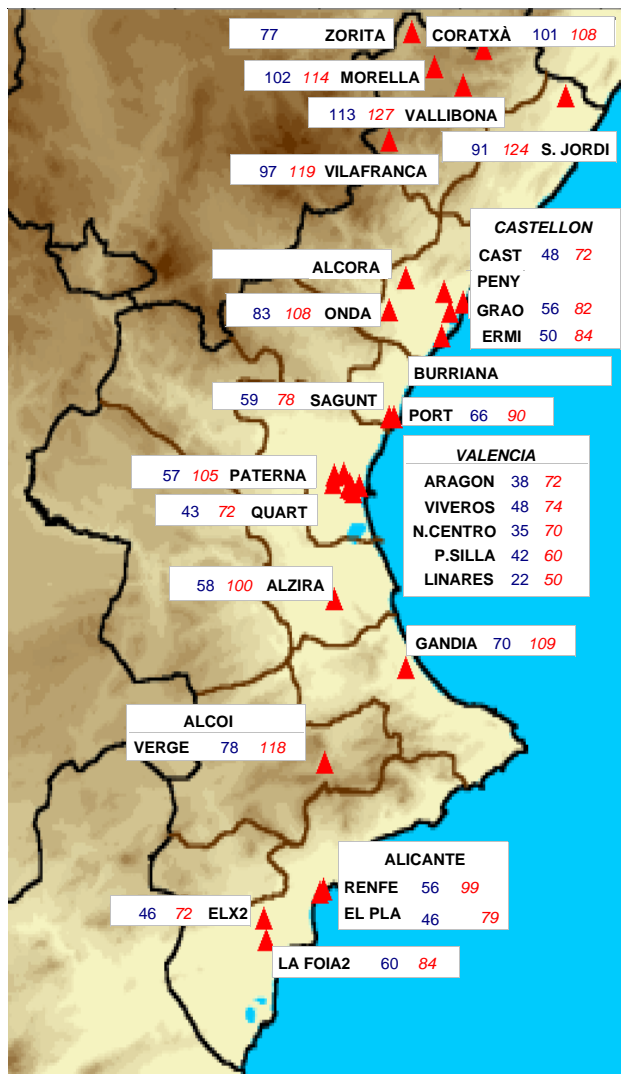 77 ZORITA
CORATXÀ 101 108
102 114 MORELLA
113 127 VALLIBONA
91 124 S. JORDI
97 119 VILAFRANCA
CASTELLON
CAST 48 72
PENY
GRAO 56 82
ERMI 50 84
ALCORA
83 108 ONDA
BURRIANA
59 78 SAGUNT
PORT 66 90
VALENCIA
ARAGON 38 72
VIVEROS 48 74
N.CENTRO 35 70
P.SILLA 42 60
LINARES 22 50
57 105 PATERNA
43 72 QUART
58 100 ALZIRA
GANDIA 70 109
ALCOI
VERGE 78 118
ALICANTE
RENFE 56 99
EL PLA 46 79
46 72 ELX2
LA FOIA2 60 84